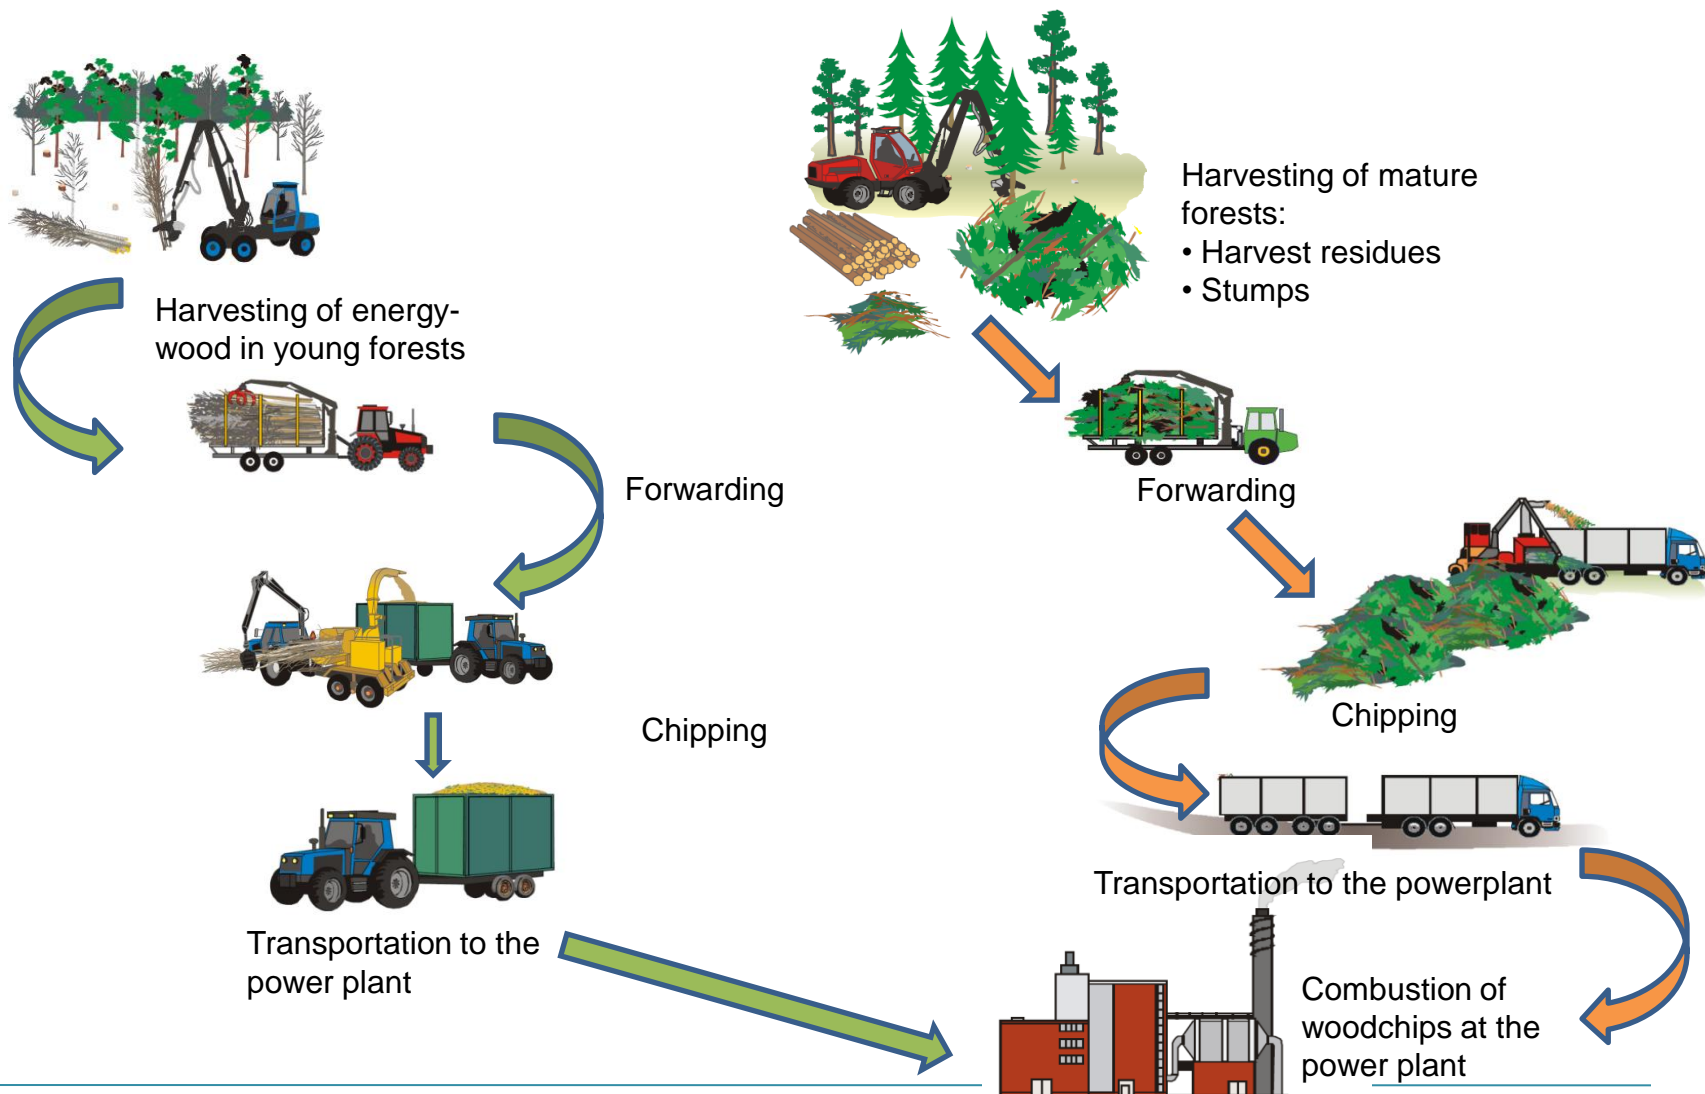 Harvesting of mature
forests:
• Harvest residues
• Stumps
Harvesting of energy-
wood in young forests
Forwarding
Forwarding
Chipping
Chipping
Transportation to the powerplant
Transportation to the
power plant
Combustion of
woodchips at the
power plant